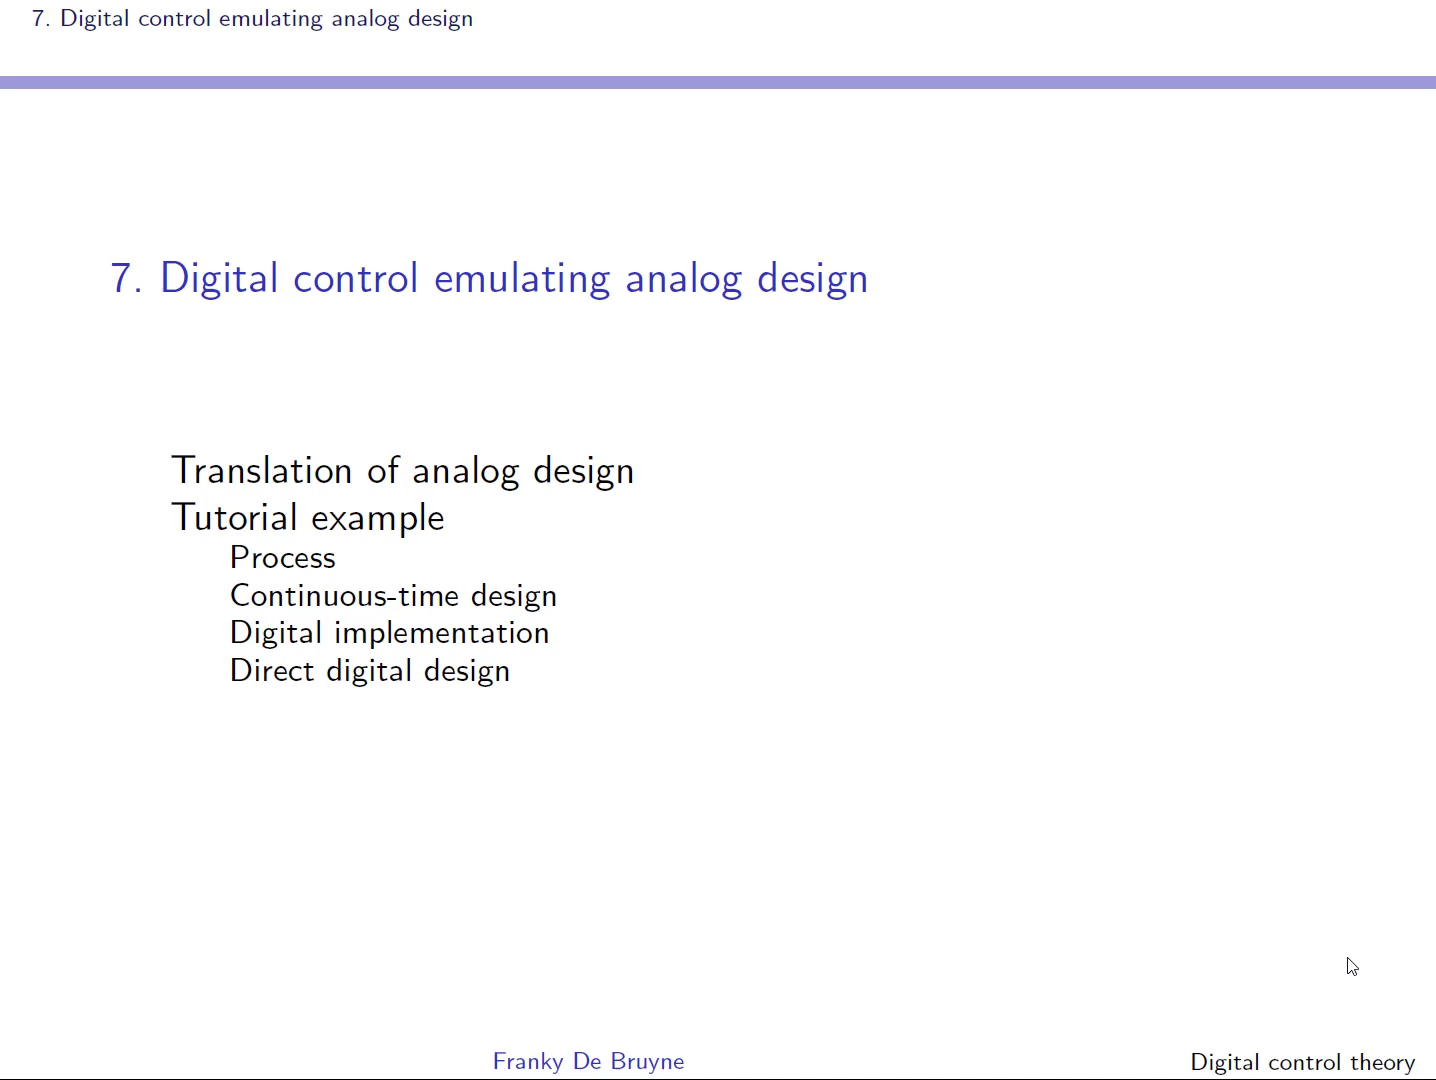 7. Digital control emulating analog design
7. Digital control emulating analog design
Translation of analog design
Tutorial example
Process
Continuous-time design
Digital implementation
Direct digital design
Franky De Bruyne
Digital control theory